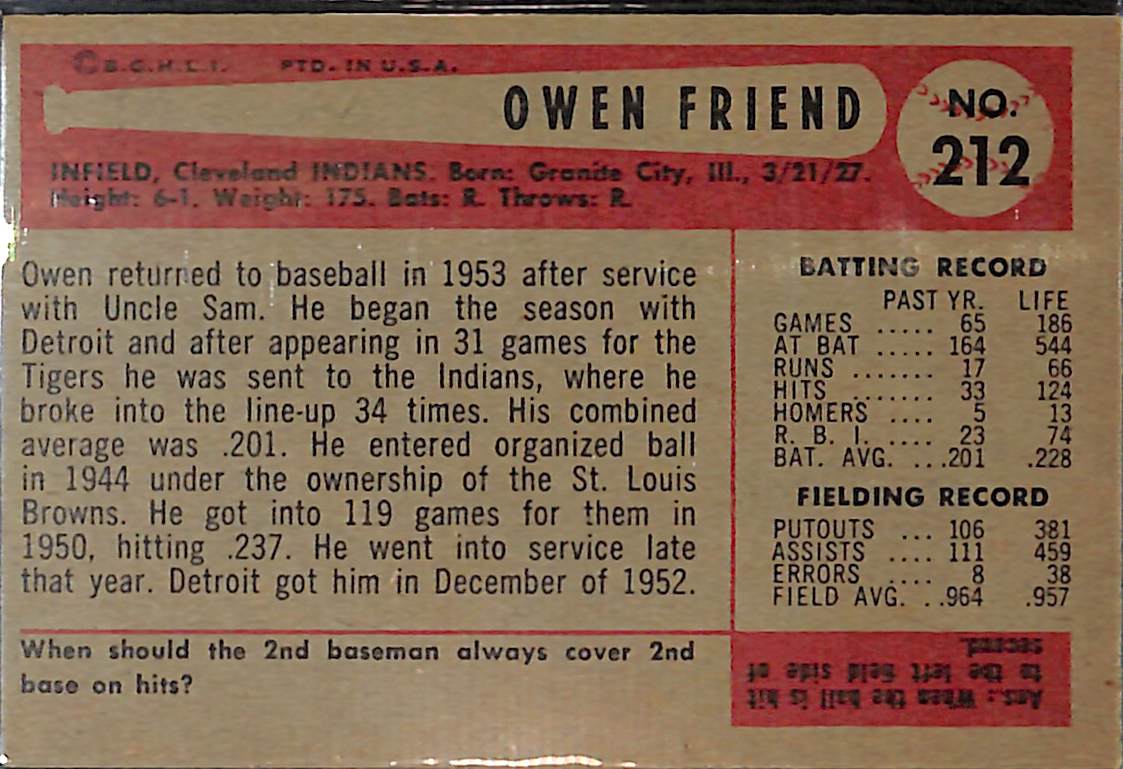 © B.G.H.L.I. PTD. IN U.S.A.
OWEN FRIEND
NO.
212
INFIELD, Cleveland INDIANS. Born: Granite City, Ill., 3/21/27.
Height: 6-1. Weight: 175. Bats: R. Throws: R.
Owen returned to baseball in 1953 after service
with Uncle Sam. He began the season with
Detroit and after appearing in 31 games for the
Tigers he was sent to the Indians, where he
broke into the line-up 34 times. His combined
average was .201. He entered organized ball
in 1944 under the ownership of the St. Louis
Browns. He got into 119 games for them in
1950, hitting .237. He went into service late
that year. Detroit got him in December of 1952.
BATTING RECORD
PAST YR. LIFE
GAMES ..... 65 186
AT BAT ..... 164 544
RUNS ....... 17 66
HITS ....... 33 124
HOMERS .... 5 13
R. B. I. .... 23 74
BAT. AVG. ...201 .228
FIELDING RECORD
PUTOUTS ... 106 381
ASSISTS .... 111 459
ERRORS .... 8 38
FIELD AVG. ..964 .957
When should the 2nd baseman always cover 2nd
base on hits?
Ans.: When the ball is hit
to the left field side of
second.